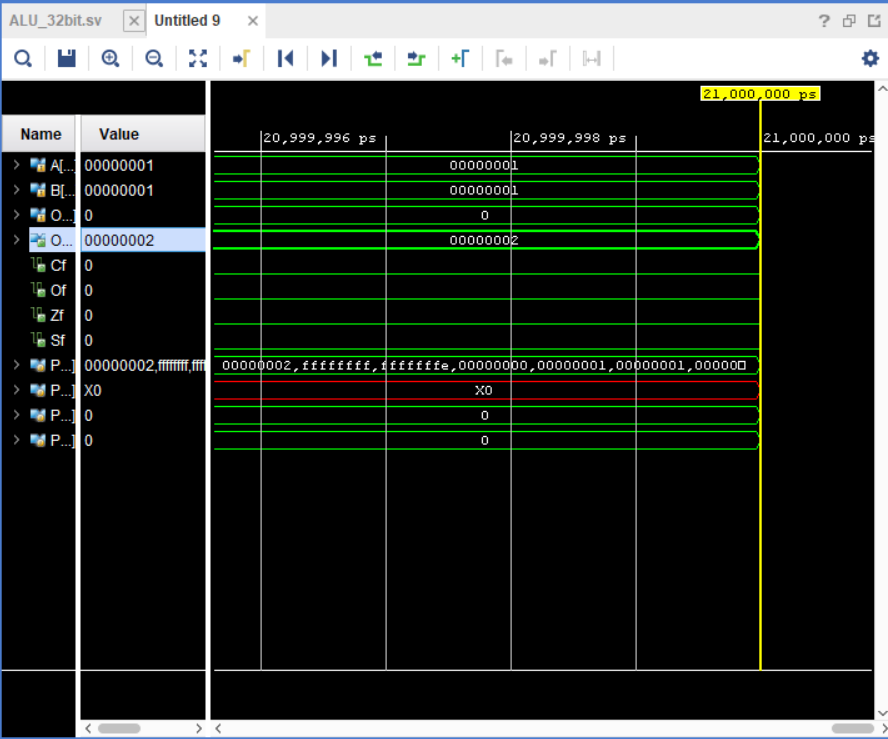 ALU_32bit.sv Untitled 9
21,000,000 ps
Name Value 20,999,996 ps 20,999,998 ps 21,000,000 ps
A[...] 00000001 00000001
B[... 00000001 00000001
O...] 0 0
O... 00000002 00000002
Cf 0
Of 0
Zf 0
Sf 0
P...] 00000002,ffffffff,ffff 00000002,ffffffff,fffffffe,00000000,00000001,00000001,00000
P...] X0 X0
P...] 0 0
P...] 0 0